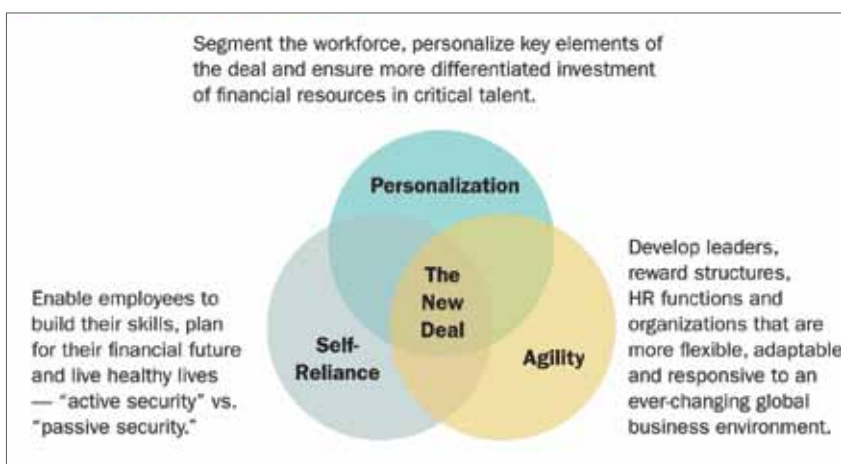 Segment the workforce, personalize key elements of
the deal and ensure more differentiated investment
of financial resources in critical talent.
Personalization
The
New
Deal
Self-
Reliance
Agility
Enable employees to
build their skills, plan
for their financial future
and live healthy lives
— “active security” vs.
“passive security.”
Develop leaders,
reward structures,
HR functions and
organizations that are
more flexible, adaptable
and responsive to an
ever-changing global
business environment.